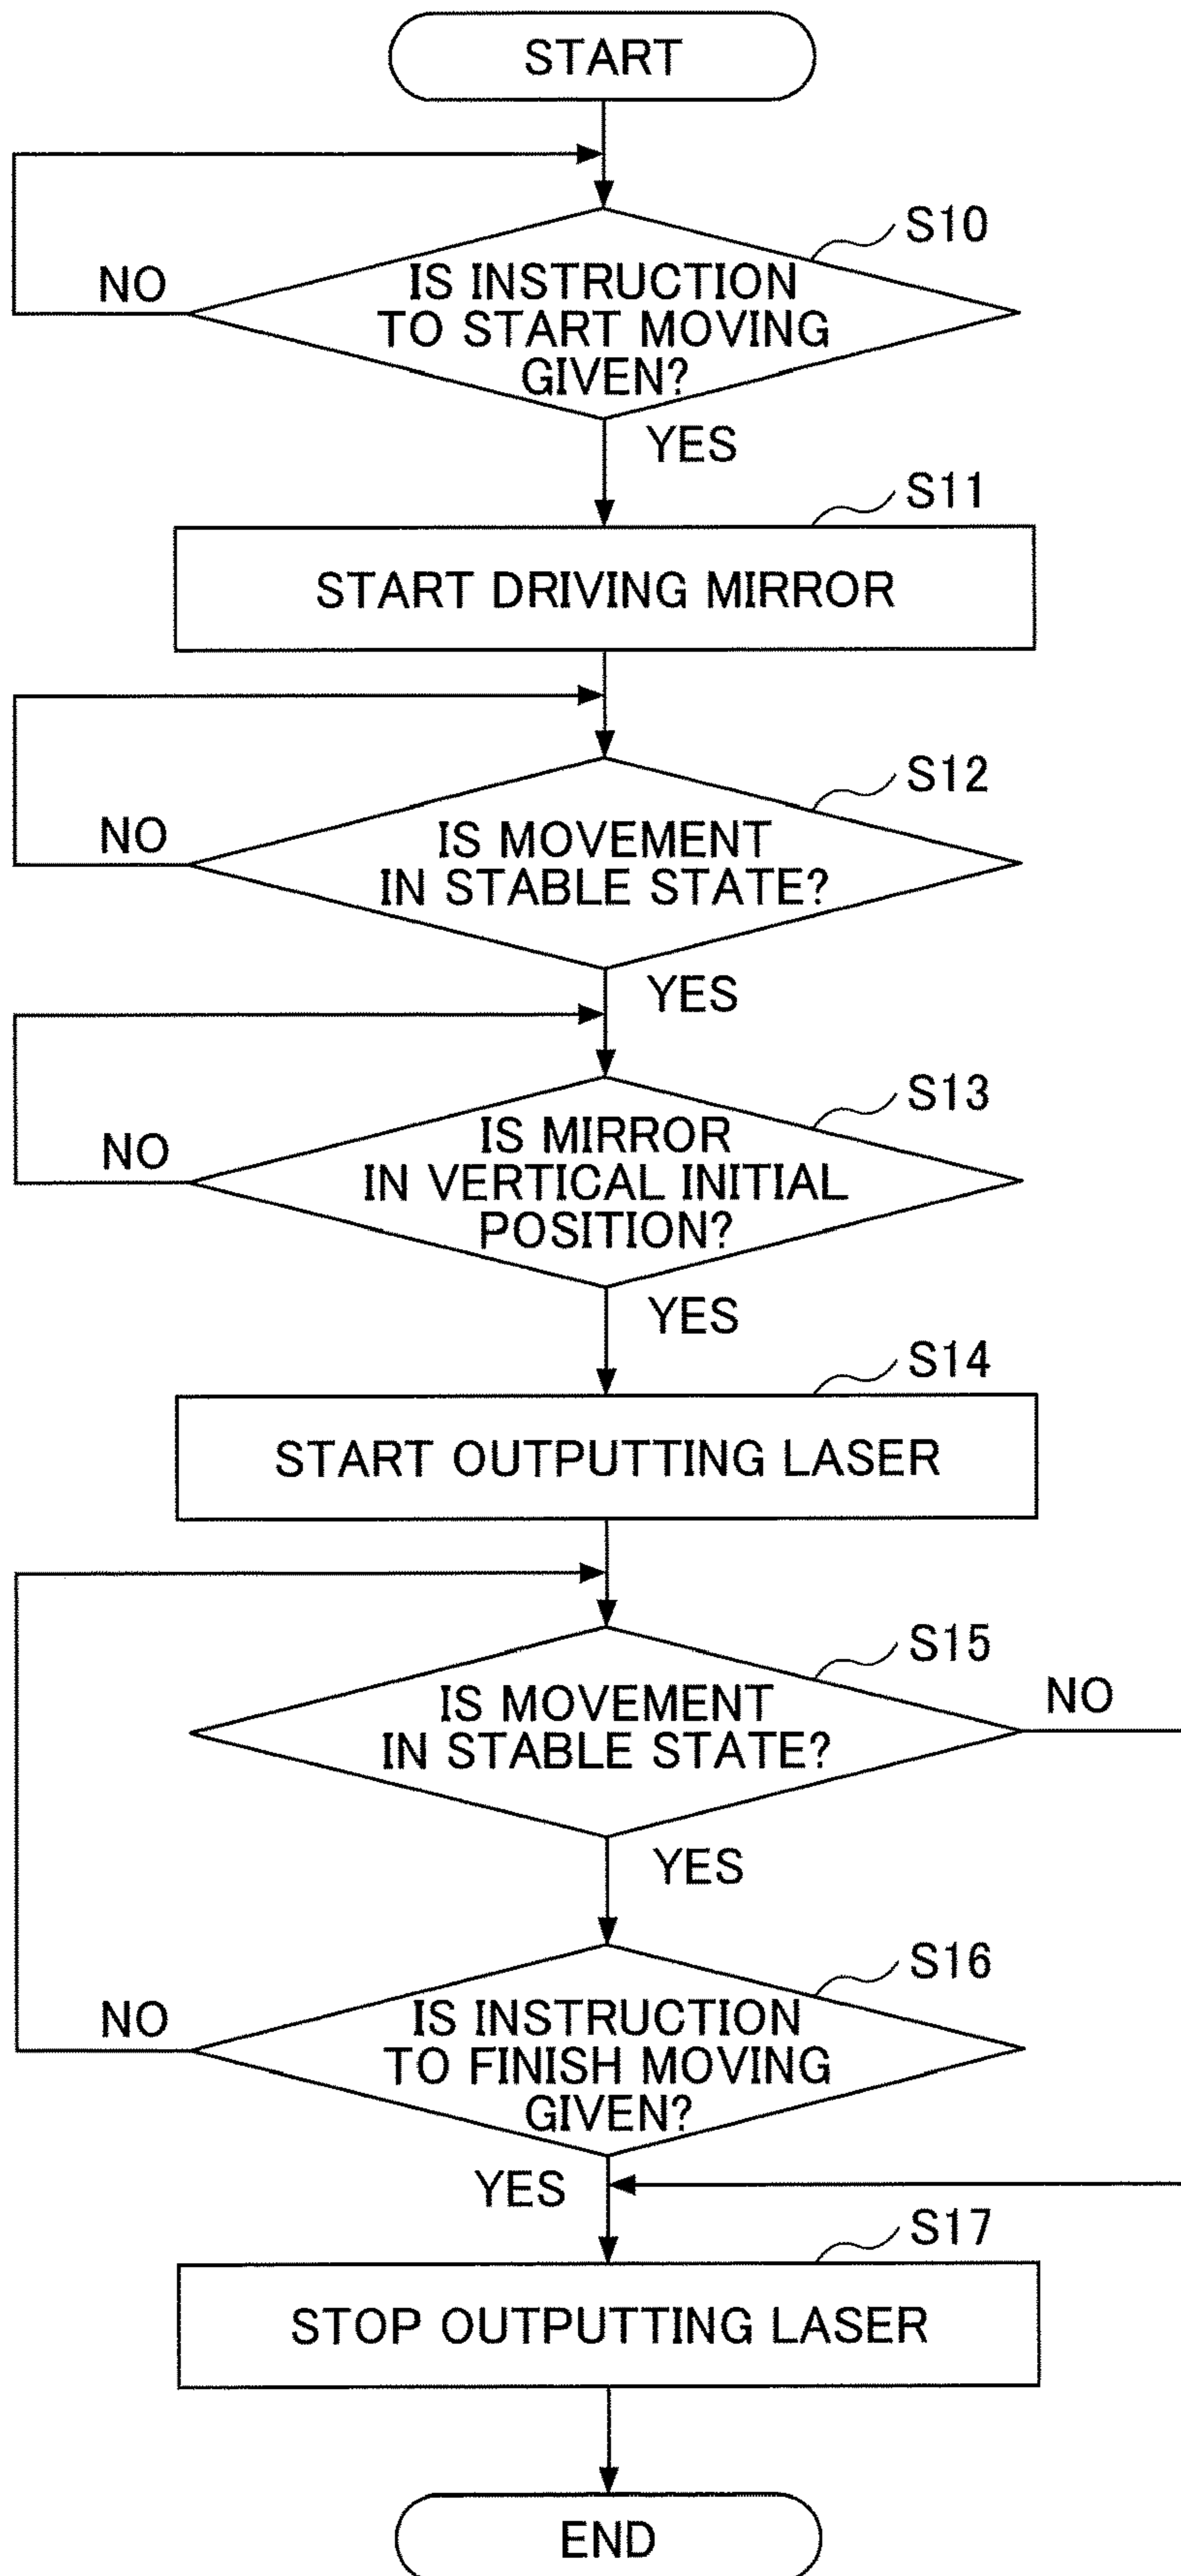 START
S10
NO
IS INSTRUCTION
TO START MOVING
GIVEN?
YES
S11
START DRIVING MIRROR
S12
NO
IS MOVEMENT
IN STABLE STATE?
YES
S13
NO
IS MIRROR
IN VERTICAL INITIAL
POSITION?
YES
S14
START OUTPUTTING LASER
S15
NO
IS MOVEMENT
IN STABLE STATE?
YES
S16
NO
IS INSTRUCTION
TO FINISH MOVING
GIVEN?
YES
S17
STOP OUTPUTTING LASER
END